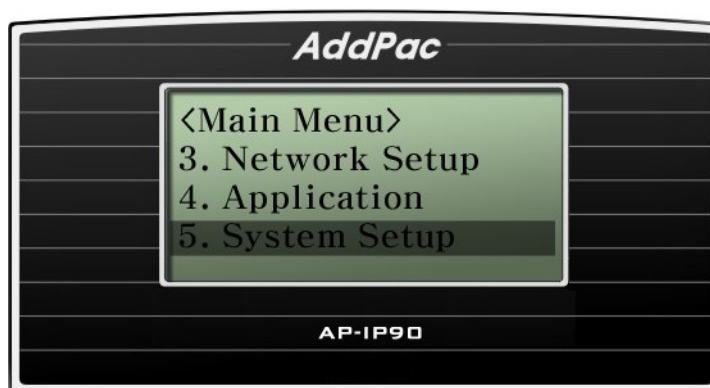 AddPac
<Main Menu>
3. Network Setup
4. Application
5. System Setup
AP-IP90